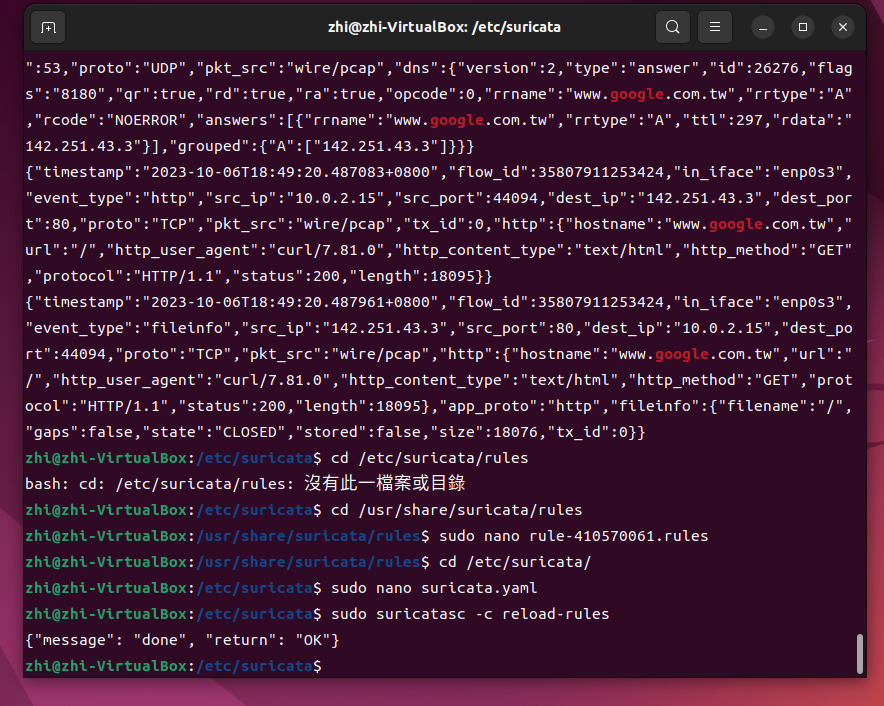 zhi@zhi-VirtualBox: /etc/suricata
":53,"proto":"UDP","pkt_src":"wire/pcap","dns":{"version":2,"type":"answer","id":26276,"flag
s":"8180","qr":true,"rd":true,"ra":true,"opcode":0,"rrname":"www.google.com.tw","rrtype":"A"
,"rcode":"NOERROR","answers":[{"rrname":"www.google.com.tw","rrtype":"A","ttl":297,"rdata":"
142.251.43.3"}],"grouped":{"A":["142.251.43.3"]}}}
{"timestamp":"2023-10-06T18:49:20.487083+0800","flow_id":35807911253424,"in_iface":"enp0s3",
"event_type":"http","src_ip":"10.0.2.15","src_port":44094,"dest_ip":"142.251.43.3","dest_por
t":80,"proto":"TCP","pkt_src":"wire/pcap","tx_id":0,"http":{"hostname":"www.google.com.tw","
url":"/","http_user_agent":"curl/7.81.0","http_content_type":"text/html","http_method":"GET"
,"protocol":"HTTP/1.1","status":200,"length":18095}}
{"timestamp":"2023-10-06T18:49:20.487961+0800","flow_id":35807911253424,"in_iface":"enp0s3",
"event_type":"fileinfo","src_ip":"142.251.43.3","src_port":80,"dest_ip":"10.0.2.15","dest_po
rt":44094,"proto":"TCP","pkt_src":"wire/pcap","http":{"hostname":"www.google.com.tw","url":"
/","http_user_agent":"curl/7.81.0","http_content_type":"text/html","http_method":"GET","prot
ocol":"HTTP/1.1","status":200,"length":18095},"app_proto":"http","fileinfo":{"filename":"/",
"gaps":false,"state":"CLOSED","stored":false,"size":18076,"tx_id":0}}
zhi@zhi-VirtualBox:/etc/suricata$ cd /etc/suricata/rules
bash: cd: /etc/suricata/rules: 沒有此一檔案或目錄
zhi@zhi-VirtualBox:/etc/suricata$ cd /usr/share/suricata/rules
zhi@zhi-VirtualBox:/usr/share/suricata/rules$ sudo nano rule-410570061.rules
zhi@zhi-VirtualBox:/usr/share/suricata/rules$ cd /etc/suricata/
zhi@zhi-VirtualBox:/etc/suricata$ sudo nano suricata.yaml
zhi@zhi-VirtualBox:/etc/suricata$ sudo suricatasc -c reload-rules
{"message": "done", "return": "OK"}
zhi@zhi-VirtualBox:/etc/suricata$